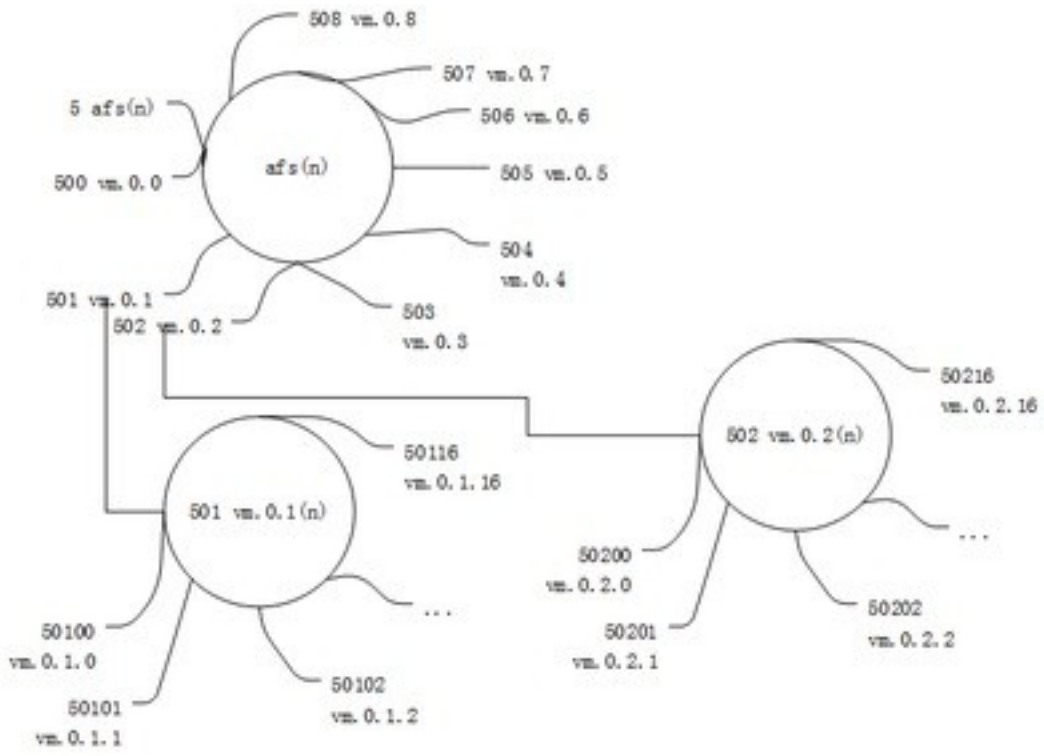 508 vm.0.8
507 vm.0.7
5 afs(n)
506 vm.0.6
afs(n)
505 vm.0.5
500 vm.0.0
504
vm.0.4
501 vm.0.1
502 vm.0.2
503
vm.0.3
50216
vm.0.2.16
502 vm.0.2(n)
50116
vm.0.1.16
501 vm.0.1(n)
...
50200
vm.0.2.0
50202
vm.0.2.2
50201
vm.0.2.1
...
50100
vm.0.1.0
50102
vm.0.1.2
50101
vm.0.1.1